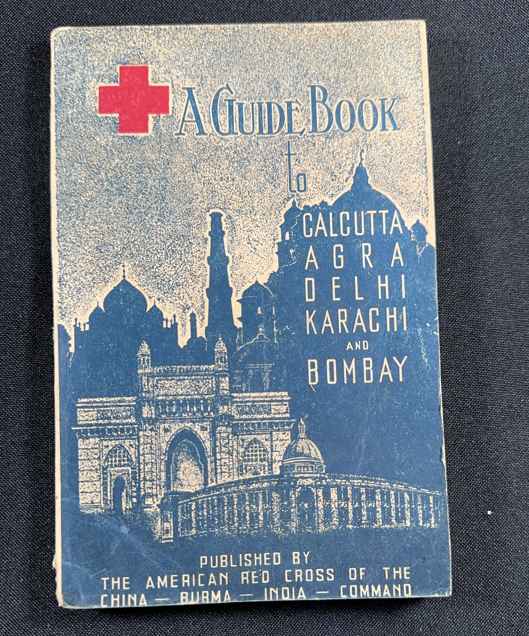 A GUIDE BOOK
to
CALCUTTA
AGRA
DELHI
KARACHI
AND
BOMBAY
PUBLISHED BY
THE AMERICAN RED CROSS OF THE
CHINA — BURMA — INDIA — COMMAND